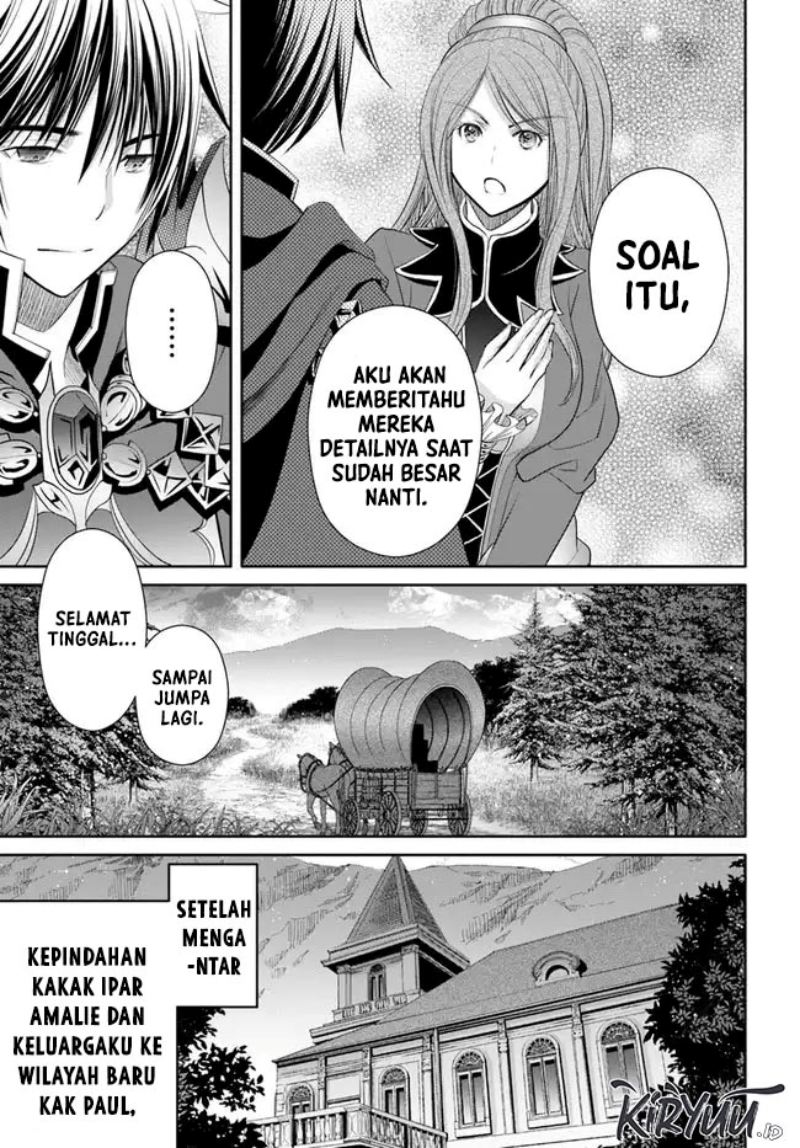 SOAL
ITU,
AKU AKAN
MEMBERITAHU
MEREKA
DETAILNYA SAAT
SUDAH BESAR
NANTI.
......
SELAMAT
TINGGAL...
SAMPAI
JUMPA
LAGI.
SETELAH
MENGA
-NTAR
KEPINDAHAN
KAKAK IPAR
AMALIE DAN
KELUARGAKU KE
WILAYAH BARU
KAK PAUL,
KIRYUU.ID